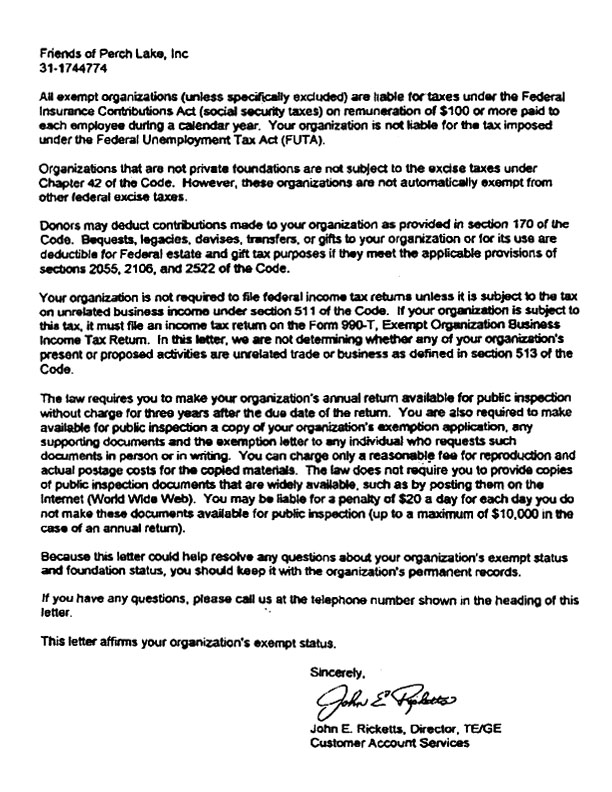 Friends of Perch Lake, Inc
31-1744774
All exempt organizations (unless specifically excluded) are liable for taxes under the Federal
Insurance Contributions Act (social security taxes) on remuneration of $100 or more paid to
each employee during a calendar year. Your organization is not liable for the tax imposed
under the Federal Unemployment Tax Act (FUTA).
Organizations that are not private foundations are not subject to the excise taxes under
Chapter 42 of the Code. However, these organizations are not automatically exempt from
other federal excise taxes.
Donors may deduct contributions made to your organization as provided in section 170 of the
Code. Bequests, legacies, devises, transfers, or gifts to your organization or for its use are
deductible for Federal estate and gift tax purposes if they meet the applicable provisions of
sections 2055, 2106, and 2522 of the Code.
Your organization is not required to file federal income tax returns unless it is subject to the tax
on unrelated business income under section 511 of the Code. If your organization is subject to
this tax, it must file an income tax return on the Form 990-T, Exempt Organization Business
Income Tax Return. In this letter, we are not determining whether any of your organization's
present or proposed activities are unrelated trade or business as defined in section 513 of the
Code.
The law requires you to make your organization's annual return available for public inspection
without charge for three years after the due date of the return. You are also required to make
available for public inspection a copy of your organization's exemption application, any
supporting documents and the exemption letter to any individual who requests such
documents in person or in writing. You can charge only a reasonable fee for reproduction and
actual postage costs for the copied materials. The law does not require you to provide copies
of public inspection documents that are widely available, such as by posting them on the
Internet (World Wide Web). You may be liable for a penalty of $20 a day for each day you do
not make these documents available for public inspection (up to a maximum of $10,000 in the
case of an annual return).
Because this letter could help resolve any questions about your organization's exempt status
and foundation status, you should keep it with the organization's permanent records.
If you have any questions, please call us at the telephone number shown in the heading of this
letter.
This letter affirms your organization's exempt status.
Sincerely,
John E Ricketts
John E. Ricketts, Director, TE/GE
Customer Account Services